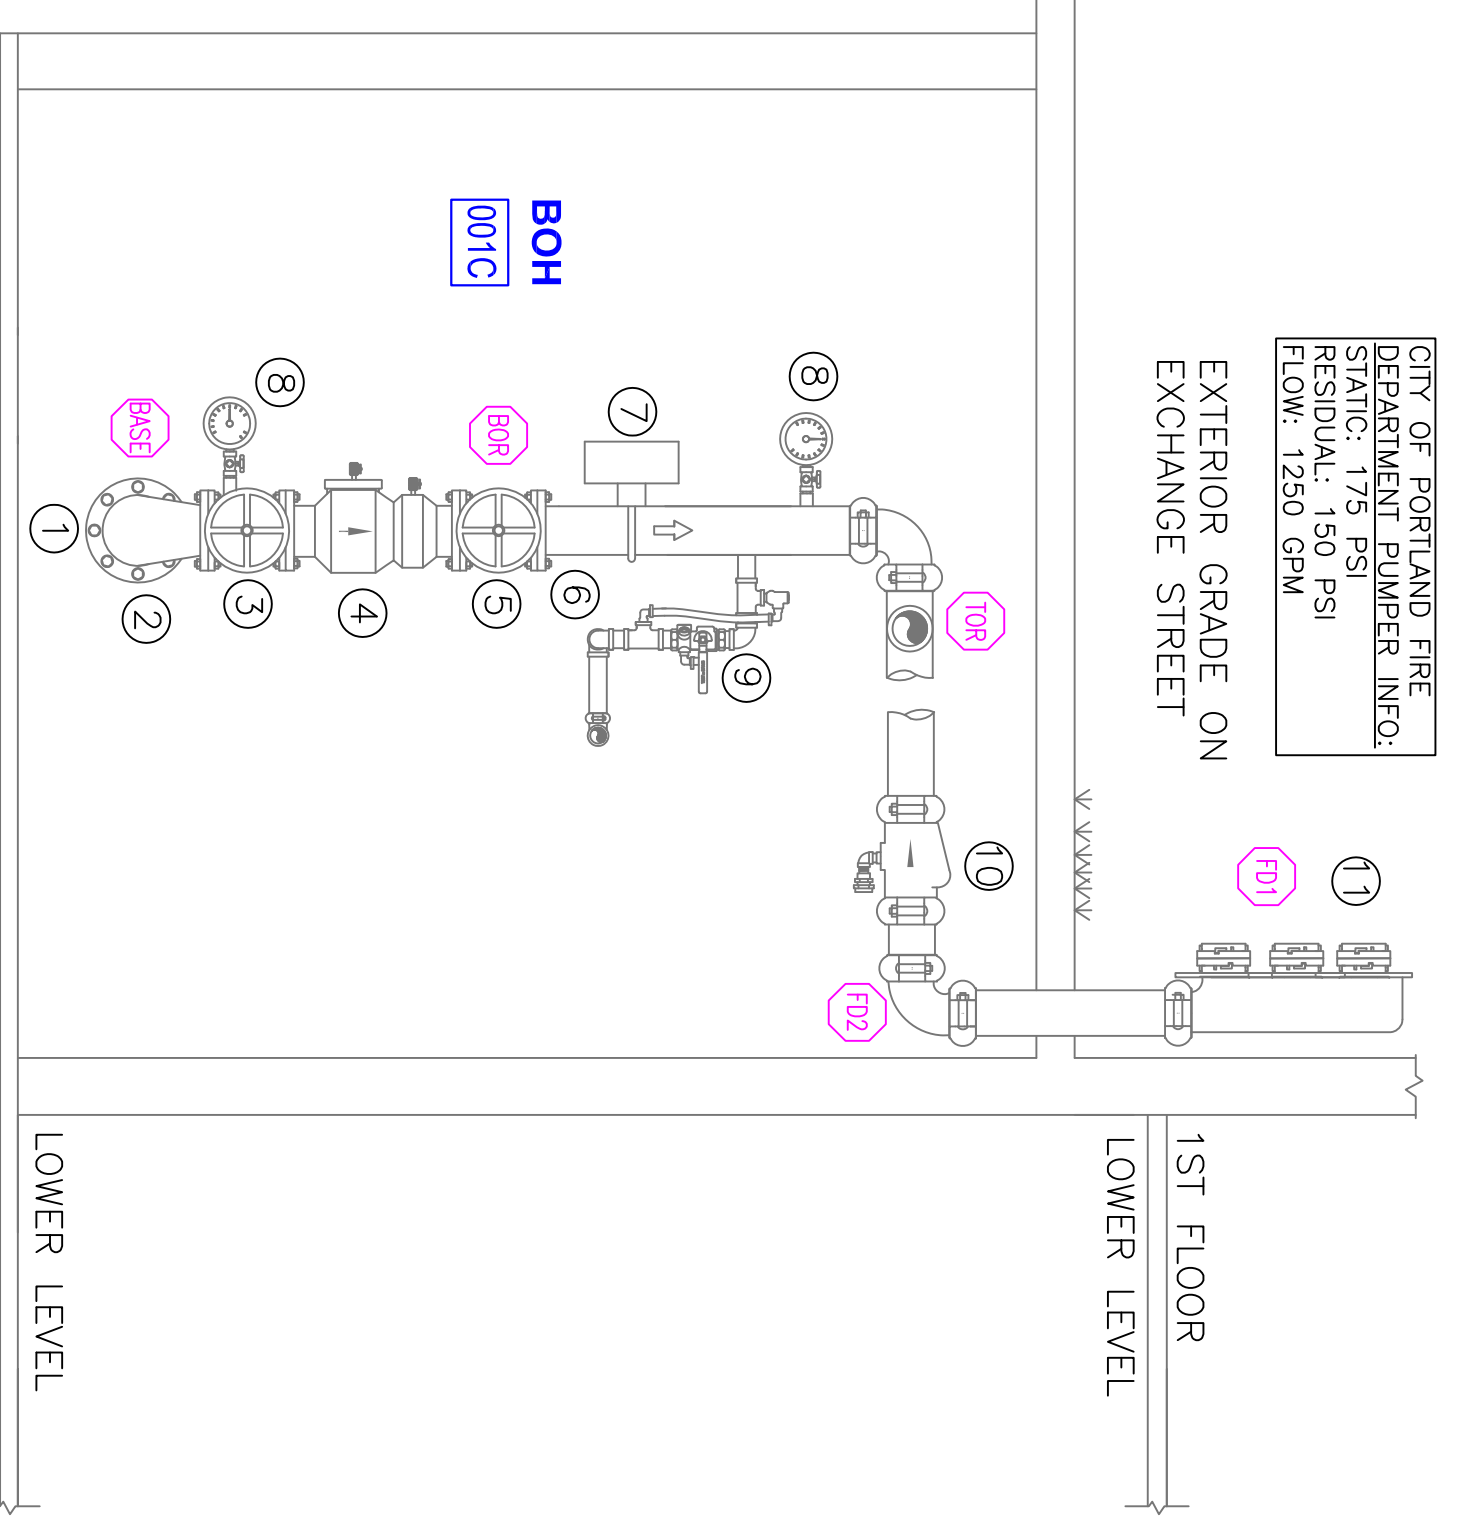 CITY OF PORTLAND FIRE
DEPARTMENT PUMPER INFO:
STATIC: 175 PSI
RESIDUAL: 150 PSI
FLOW: 1250 GPM
EXTERIOR GRADE ON
EXCHANGE STREET
11
FD1
1ST FLOOR
LOWER LEVEL
TOR
10
FD2
8
9
7
BOH
001C
BOR
6
5
4
8
3
BASE
2
1
LOWER LEVEL